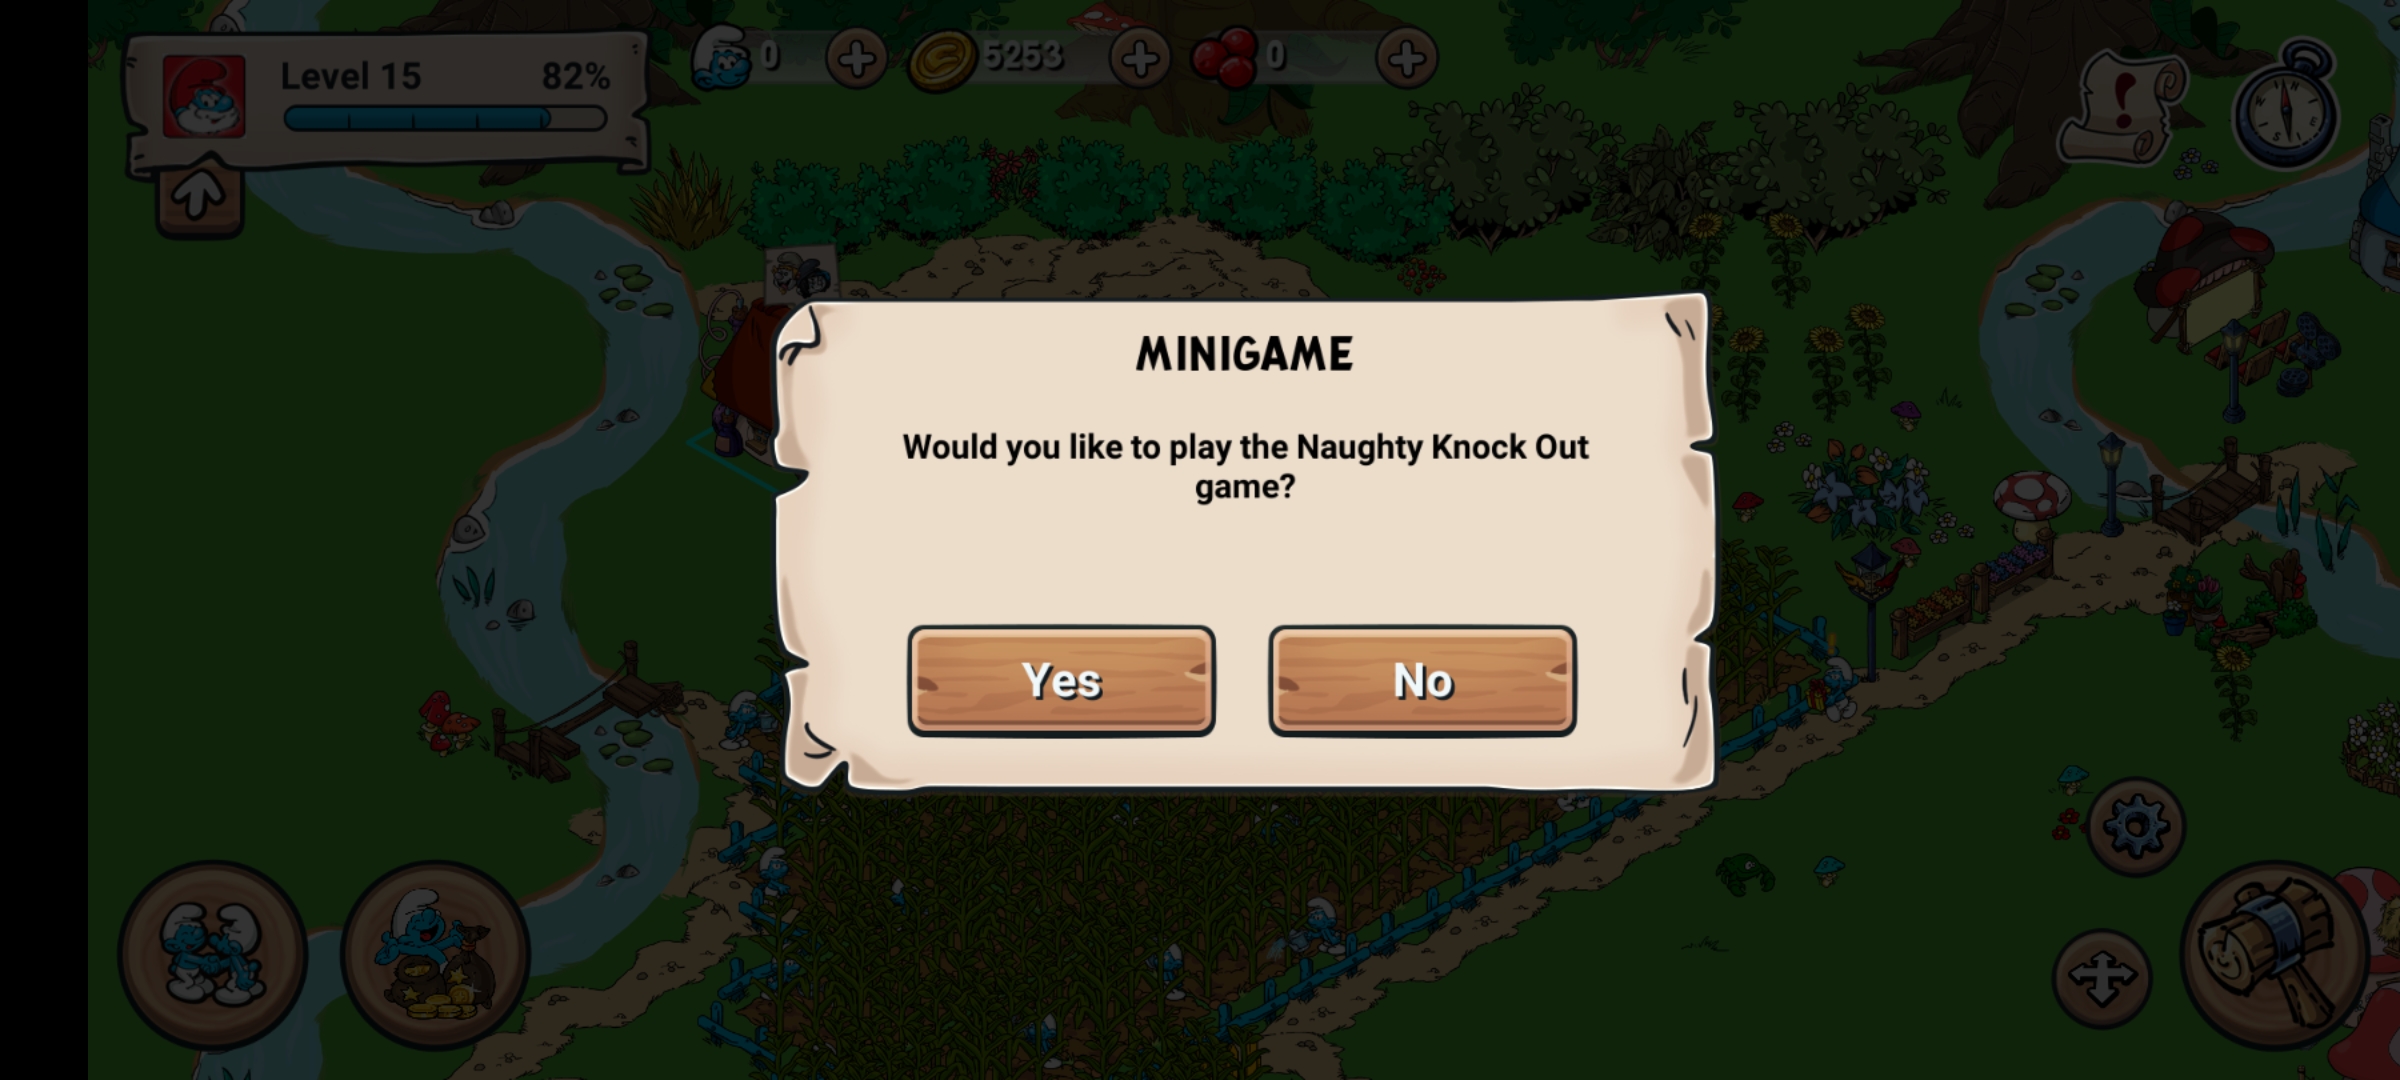 Level 15 82%
0
5253
0
MINIGAME
Would you like to play the Naughty Knock Out
game?
Yes
No